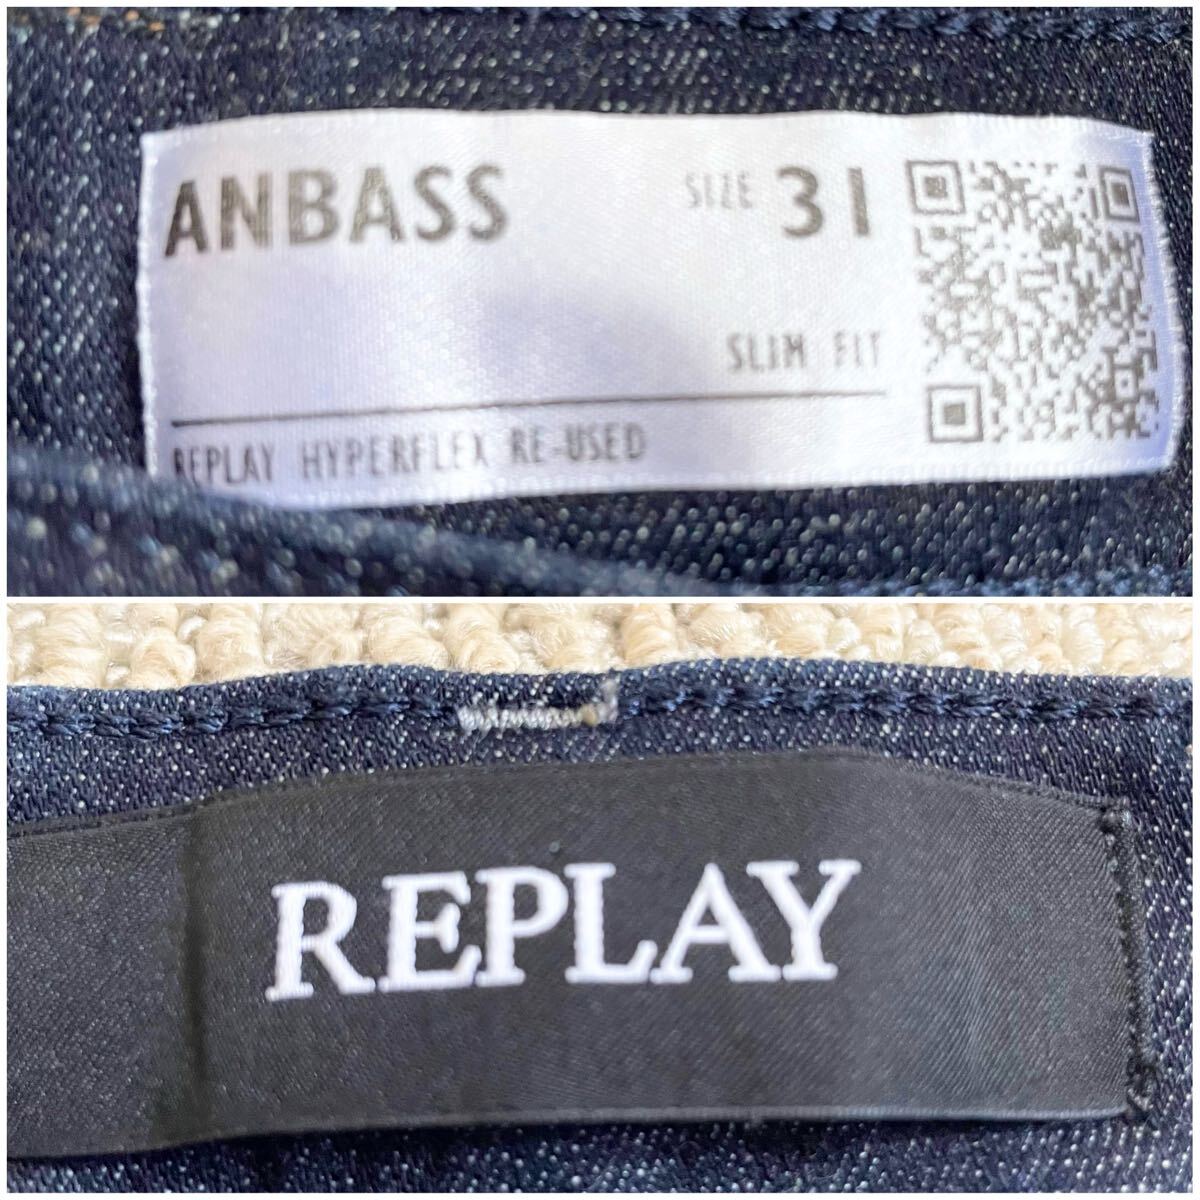 ANBASS SIZE 31
SLIM FIT
REPLAY HYPERFLEX RE-USED
REPLAY